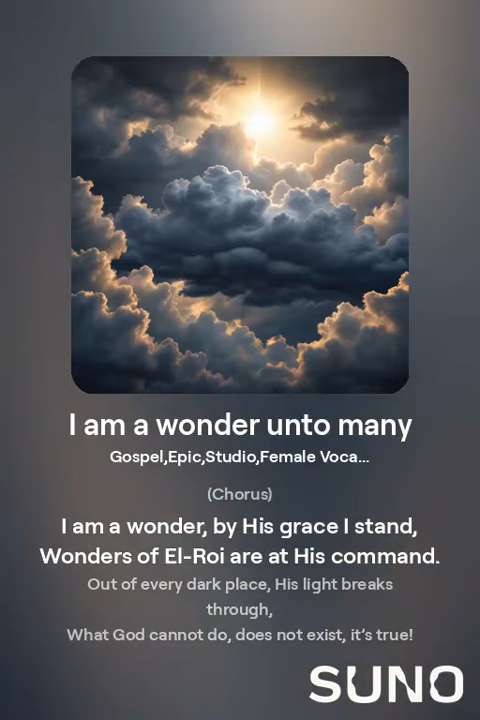 I am a wonder unto many
Gospel,Epic,Studio,Female Voca...
(Chorus)
I am a wonder, by His grace I stand,
Wonders of El-Roi are at His command.
Out of every dark place, His light breaks
through,
What God cannot do, does not exist, it’s true!
SUNO